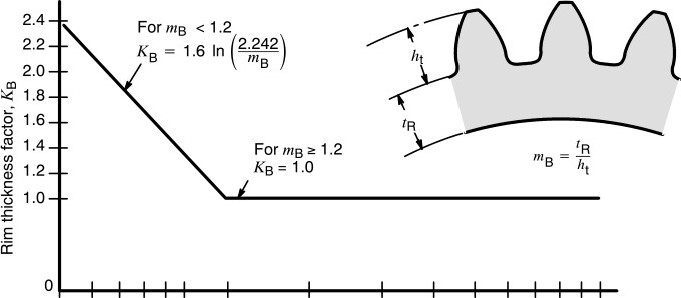 Rim thickness factor, K_B
2.4
2.2
2.0
1.8
1.6
1.4
1.2
1.0
0
For m_B < 1.2
K_B = 1.6 ln (2.242/m_B)
For m_B ≥ 1.2
K_B = 1.0
h_t
t_R
m_B = t_R/h_t